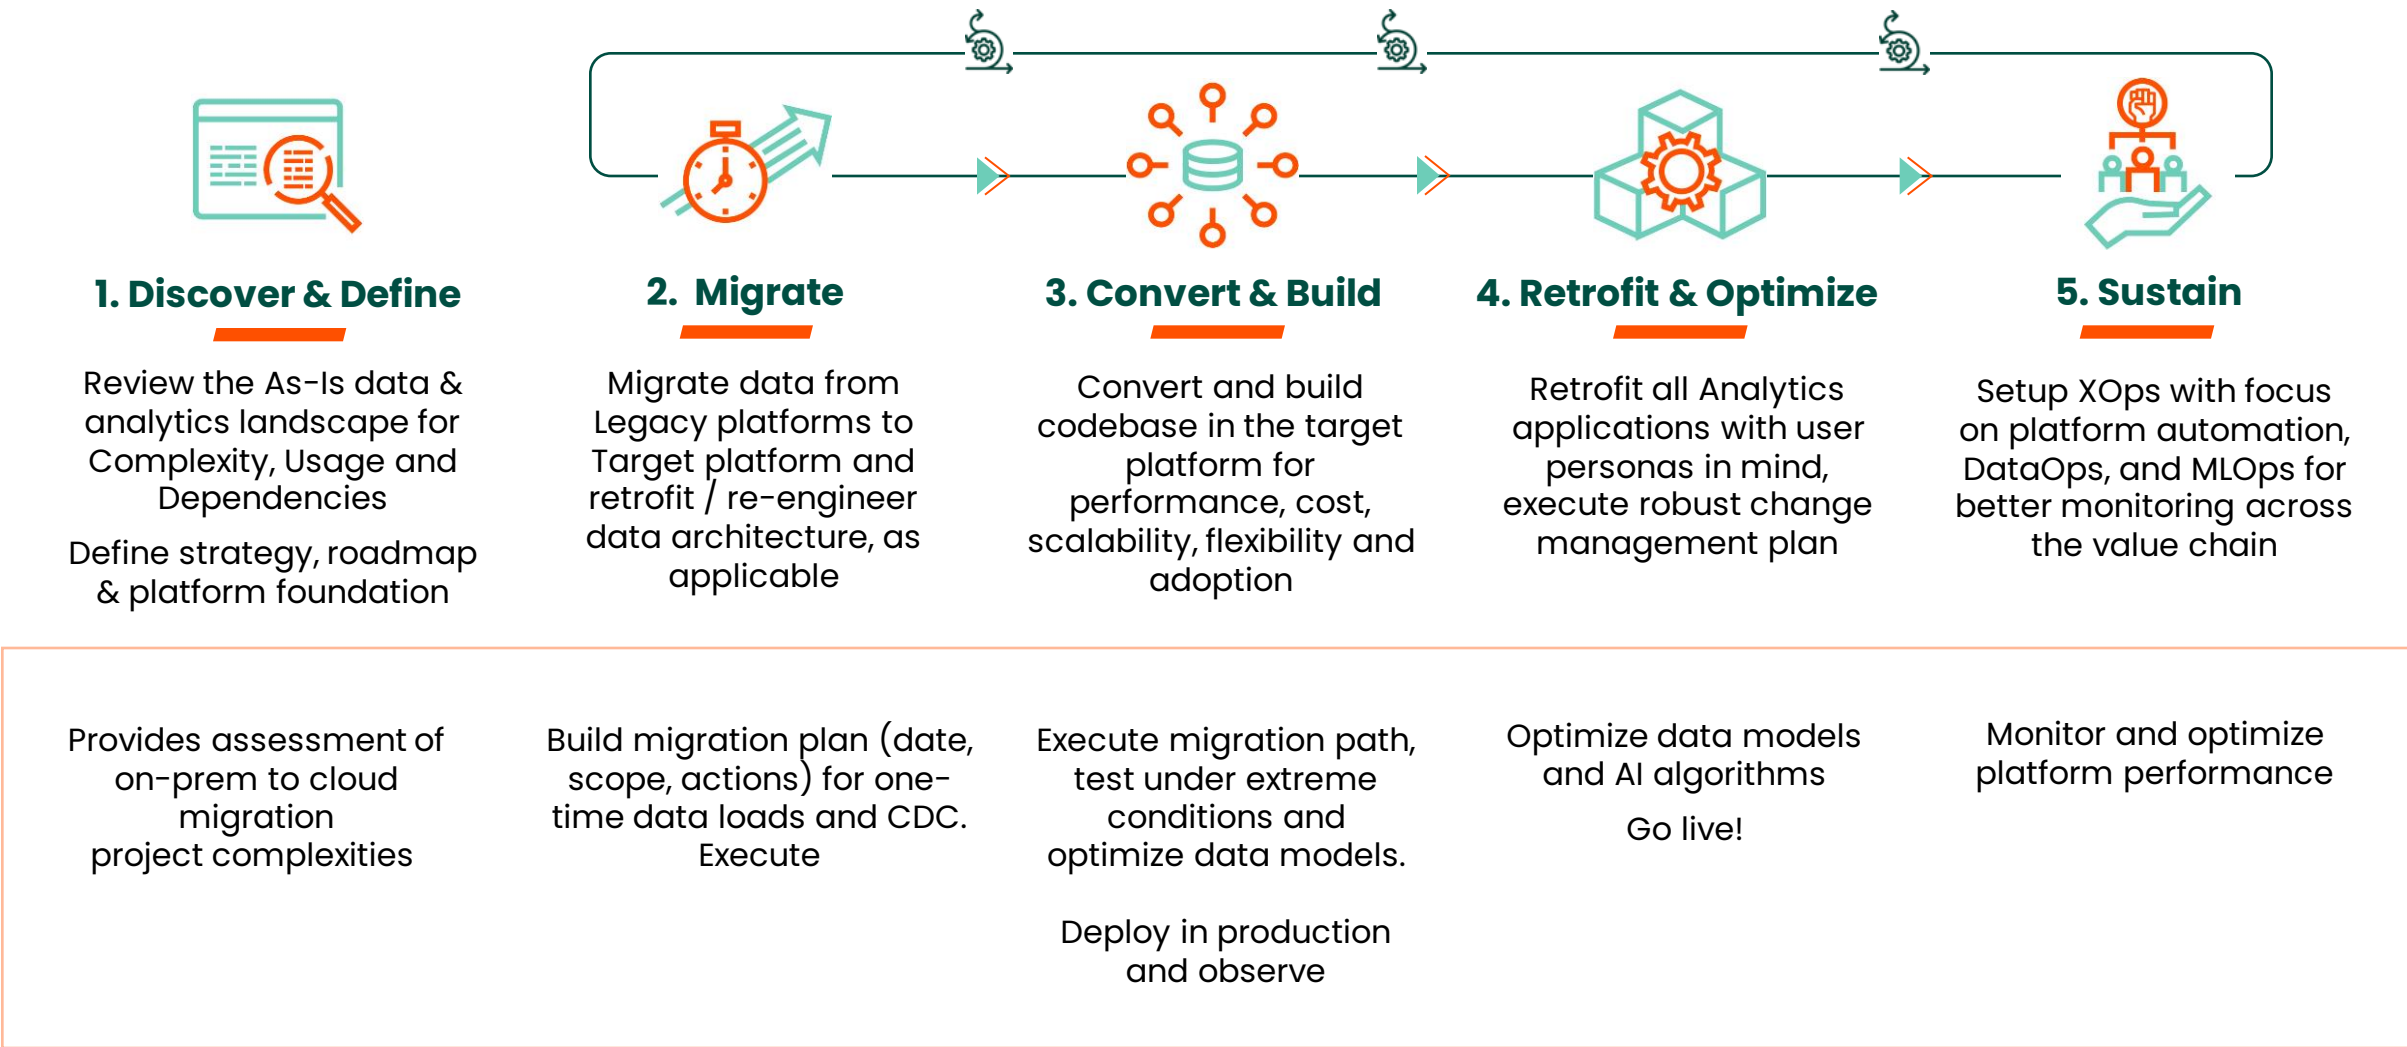 1. Discover & Define
Review the As-Is data &
analytics landscape for
Complexity, Usage and
Dependencies
Define strategy, roadmap
& platform foundation
2. Migrate
Migrate data from
Legacy platforms to
Target platform and
retrofit / re-engineer
data architecture, as
applicable
3. Convert & Build
Convert and build
codebase in the target
platform for
performance, cost,
scalability, flexibility and
adoption
4. Retrofit & Optimize
Retrofit all Analytics
applications with user
personas in mind,
execute robust change
management plan
5. Sustain
Setup XOps with focus
on platform automation,
DataOps, and MLOps for
better monitoring across
the value chain
Provides assessment of
on-prem to cloud
migration
project complexities
Build migration plan (date,
scope, actions) for one-
time data loads and CDC.
Execute
Execute migration path,
test under extreme
conditions and
optimize data models.
Deploy in production
and observe
Optimize data models
and AI algorithms
Go live!
Monitor and optimize
platform performance